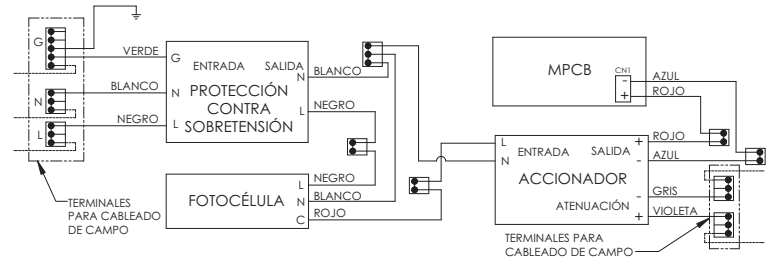 G
VERDE
G
ENTRADA
SALIDA
N
BLANCO
N
BLANCO
N
PROTECCIÓN
CONTRA
SOBRETENSIÓN
L
NEGRO
L
NEGRO
L
TERMINALES
PARA CABLEADO
DE CAMPO
FOTOCÉLULA
L
NEGRO
N
BLANCO
C
ROJO
MPCB
CN1
-
AZUL
+
ROJO
L
N
ENTRADA
SALIDA
+
ROJO
-
AZUL
ACCIONADOR
-
GRIS
ATENUACIÓN
+
VIOLETA
TERMINALES PARA
CABLEADO DE CAMPO